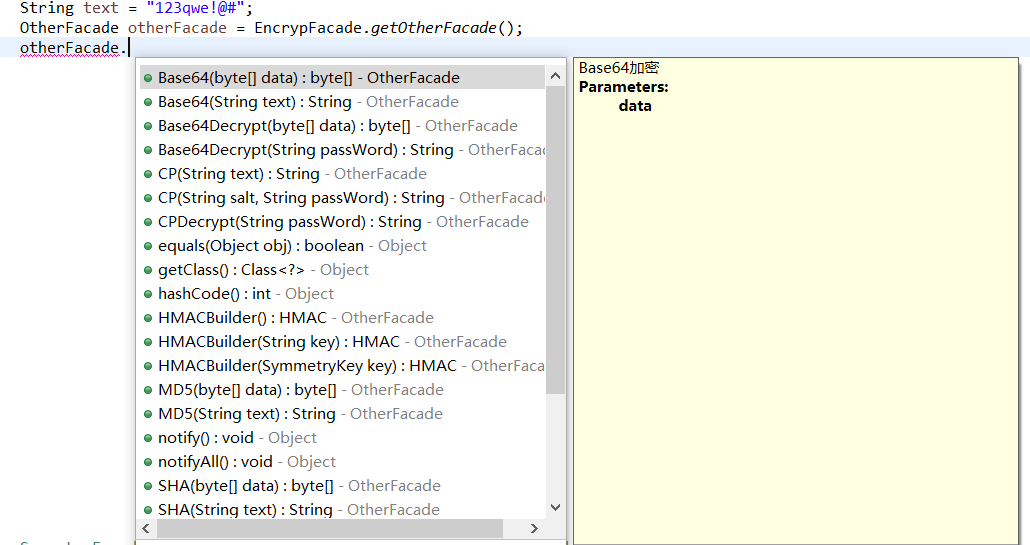 String text = "123qwe!@#";
OtherFacade otherFacade = EncrypFacade.getOtherFacade();
otherFacade.
Base64(byte[] data) : byte[] - OtherFacade
Base64(String text) : String - OtherFacade
Base64Decrypt(byte[] data) : byte[] - OtherFacade
Base64Decrypt(String passWord) : String - OtherFacad
CP(String text) : String - OtherFacade
CP(String salt, String passWord) : String - OtherFacad
CPDecrypt(String passWord) : String - OtherFacade
equals(Object obj) : boolean - Object
getClass() : Class<?> - Object
hashCode() : int - Object
HMACBuilder() : HMAC - OtherFacade
HMACBuilder(String key) : HMAC - OtherFacade
HMACBuilder(SymmetryKey key) : HMAC - OtherFaca
MD5(byte[] data) : byte[] - OtherFacade
MD5(String text) : String - OtherFacade
notify() : void - Object
notifyAll() : void - Object
SHA(byte[] data) : byte[] - OtherFacade
SHA(String text) : String - OtherFacade
Base64加密
Parameters:
data